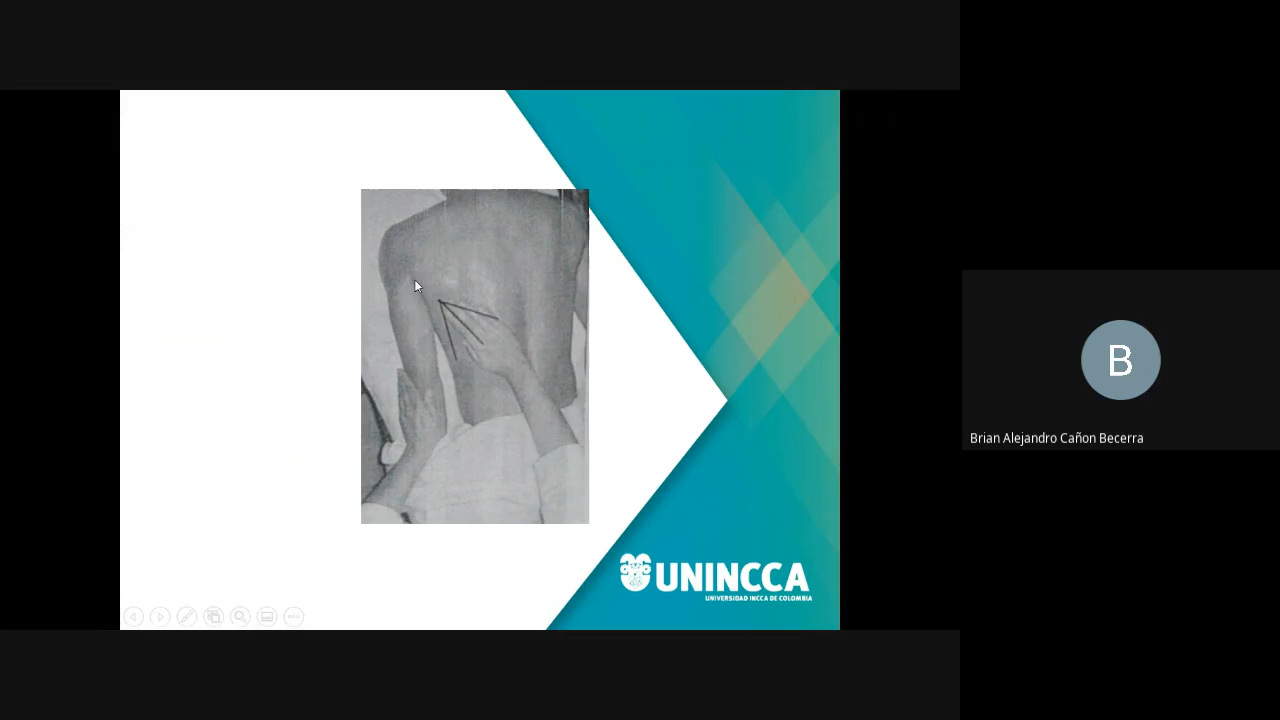 UNINCCA
UNIVERSIDAD INCCA DE COLOMBIA
B
Brian Alejandro Cañon Becerra